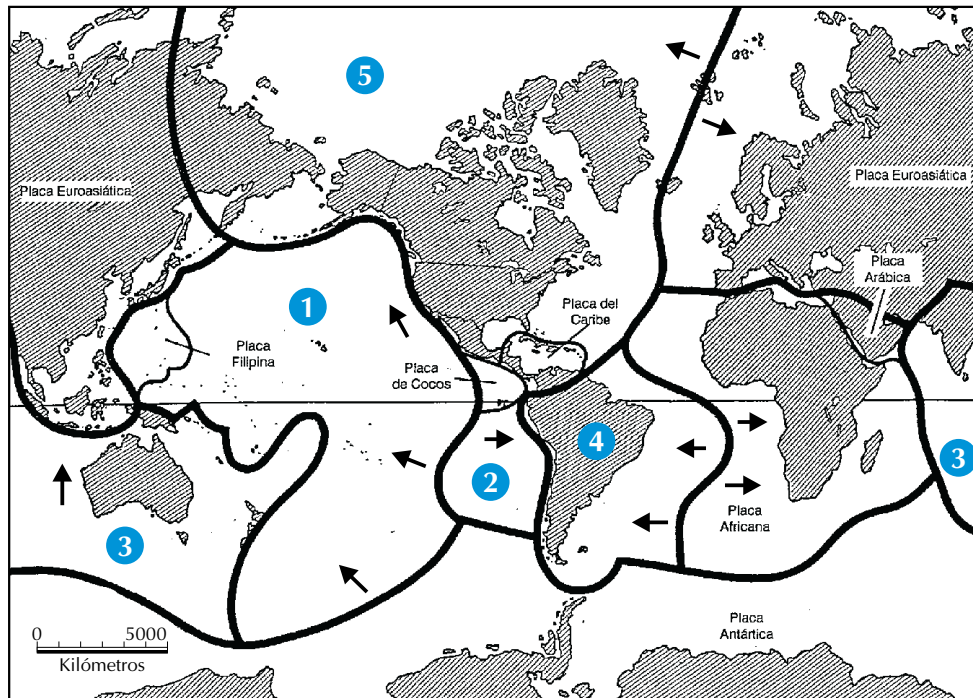 5
Placa Euroasiática
Placa Euroasiática
Placa
Arábica
1
Placa del
Caribe
Placa
Filipina
Placa
de Cocos
4
3
2
Placa
Africana
3
Placa
Antártica
0 5000
Kilómetros